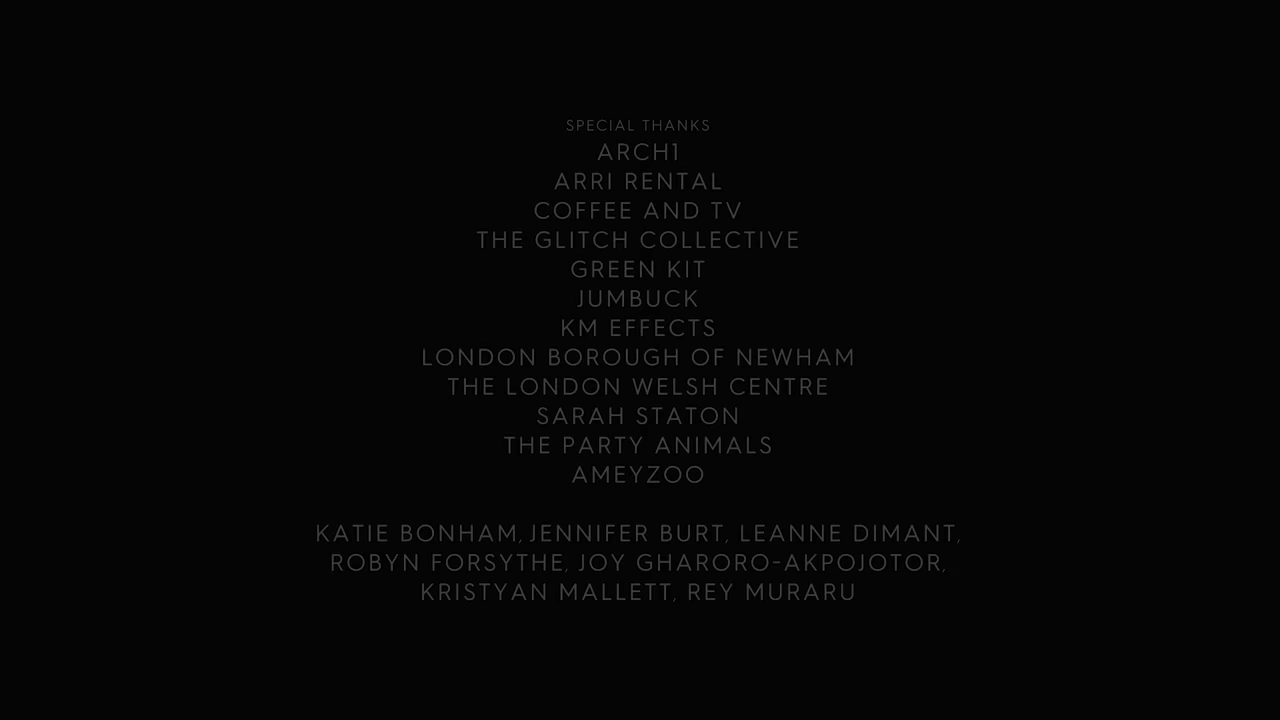 SPECIAL THANKS
ARCH1
ARRI RENTAL
COFFEE AND TV
THE GLITCH COLLECTIVE
GREEN KIT
JUMBUCK
KM EFFECTS
LONDON BOROUGH OF NEWHAM
THE LONDON WELSH CENTRE
SARAH STATON
THE PARTY ANIMALS
AMEYZOO
KATIE BONHAM, JENNIFER BURT, LEANNE DIMANT,
ROBYN FORSYTHE, JOY GHARORO-AKPOJOTOR,
KRISTYAN MALLETT, REY MURARU